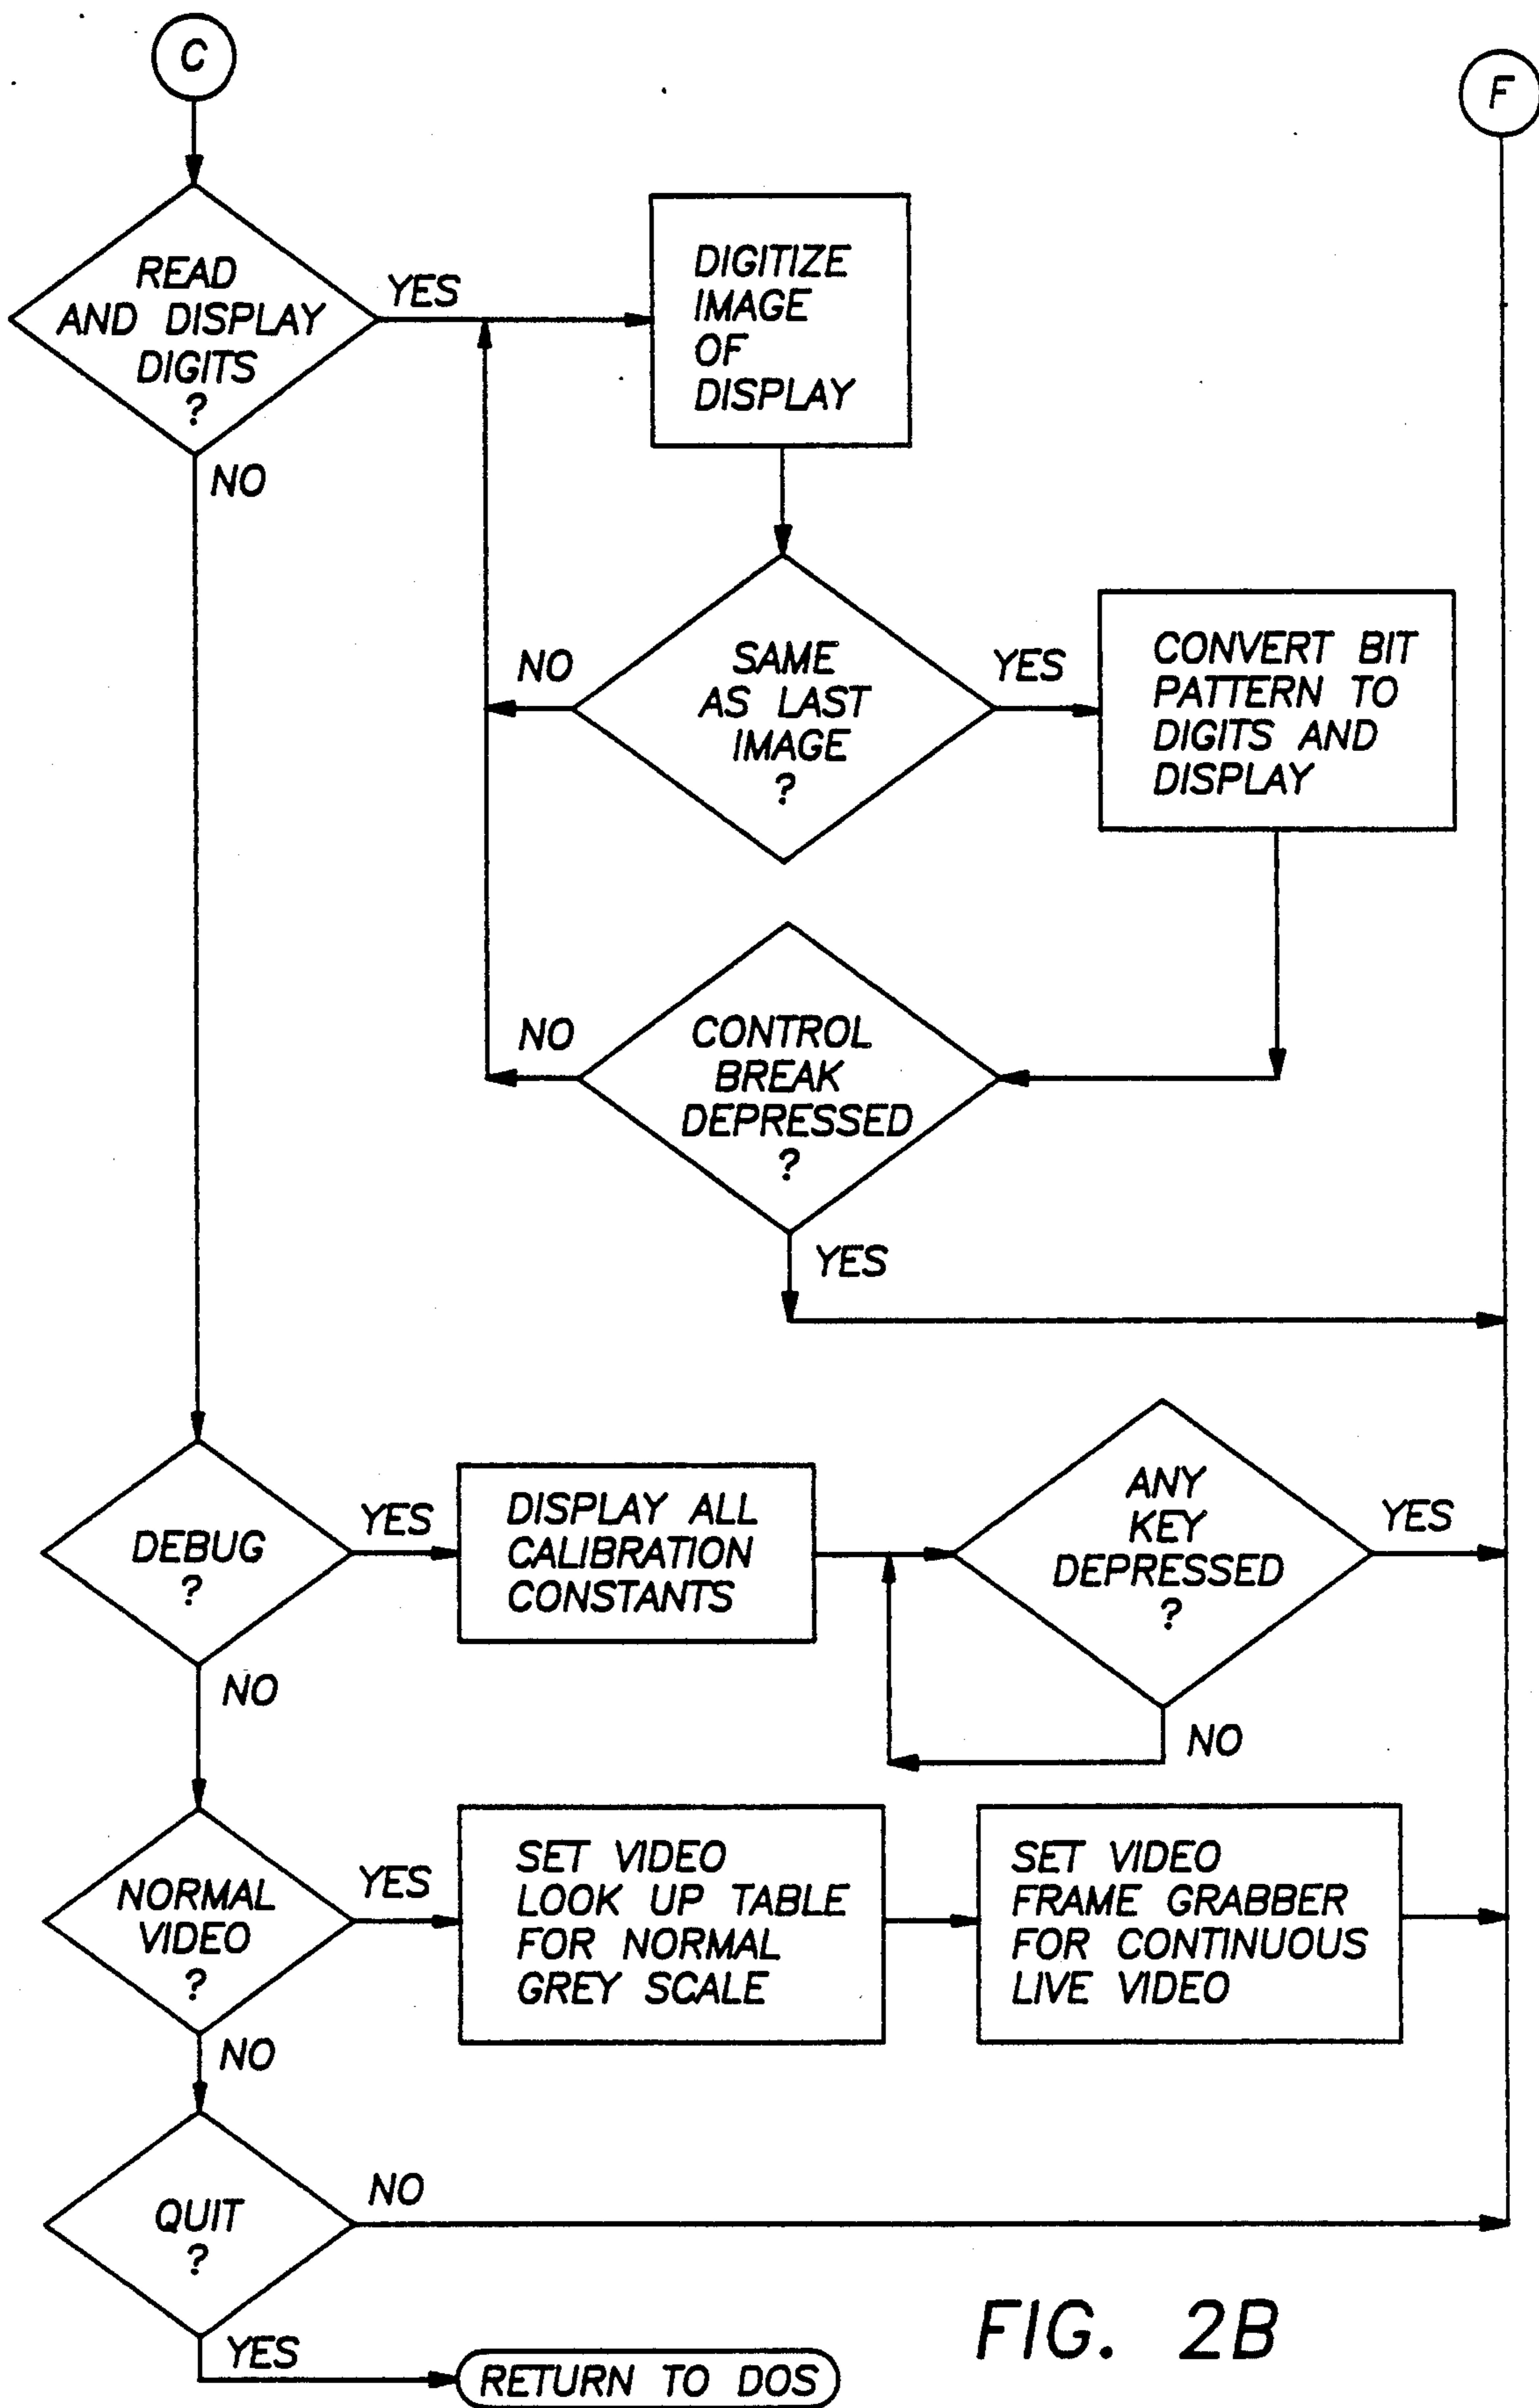 C
F
READ
AND DISPLAY
DIGITS
?
YES
NO
DIGITIZE
IMAGE
OF
DISPLAY
SAME
AS LAST
IMAGE
?
NO
YES
CONVERT BIT
PATTERN TO
DIGITS AND
DISPLAY
CONTROL
BREAK
DEPRESSED
?
NO
YES
DEBUG
?
YES
NO
DISPLAY ALL
CALIBRATION
CONSTANTS
ANY
KEY
DEPRESSED
?
YES
NO
NORMAL
VIDEO
?
YES
NO
SET VIDEO
LOOK UP TABLE
FOR NORMAL
GREY SCALE
SET VIDEO
FRAME GRABBER
FOR CONTINUOUS
LIVE VIDEO
QUIT
?
NO
YES
RETURN TO DOS
FIG. 2B